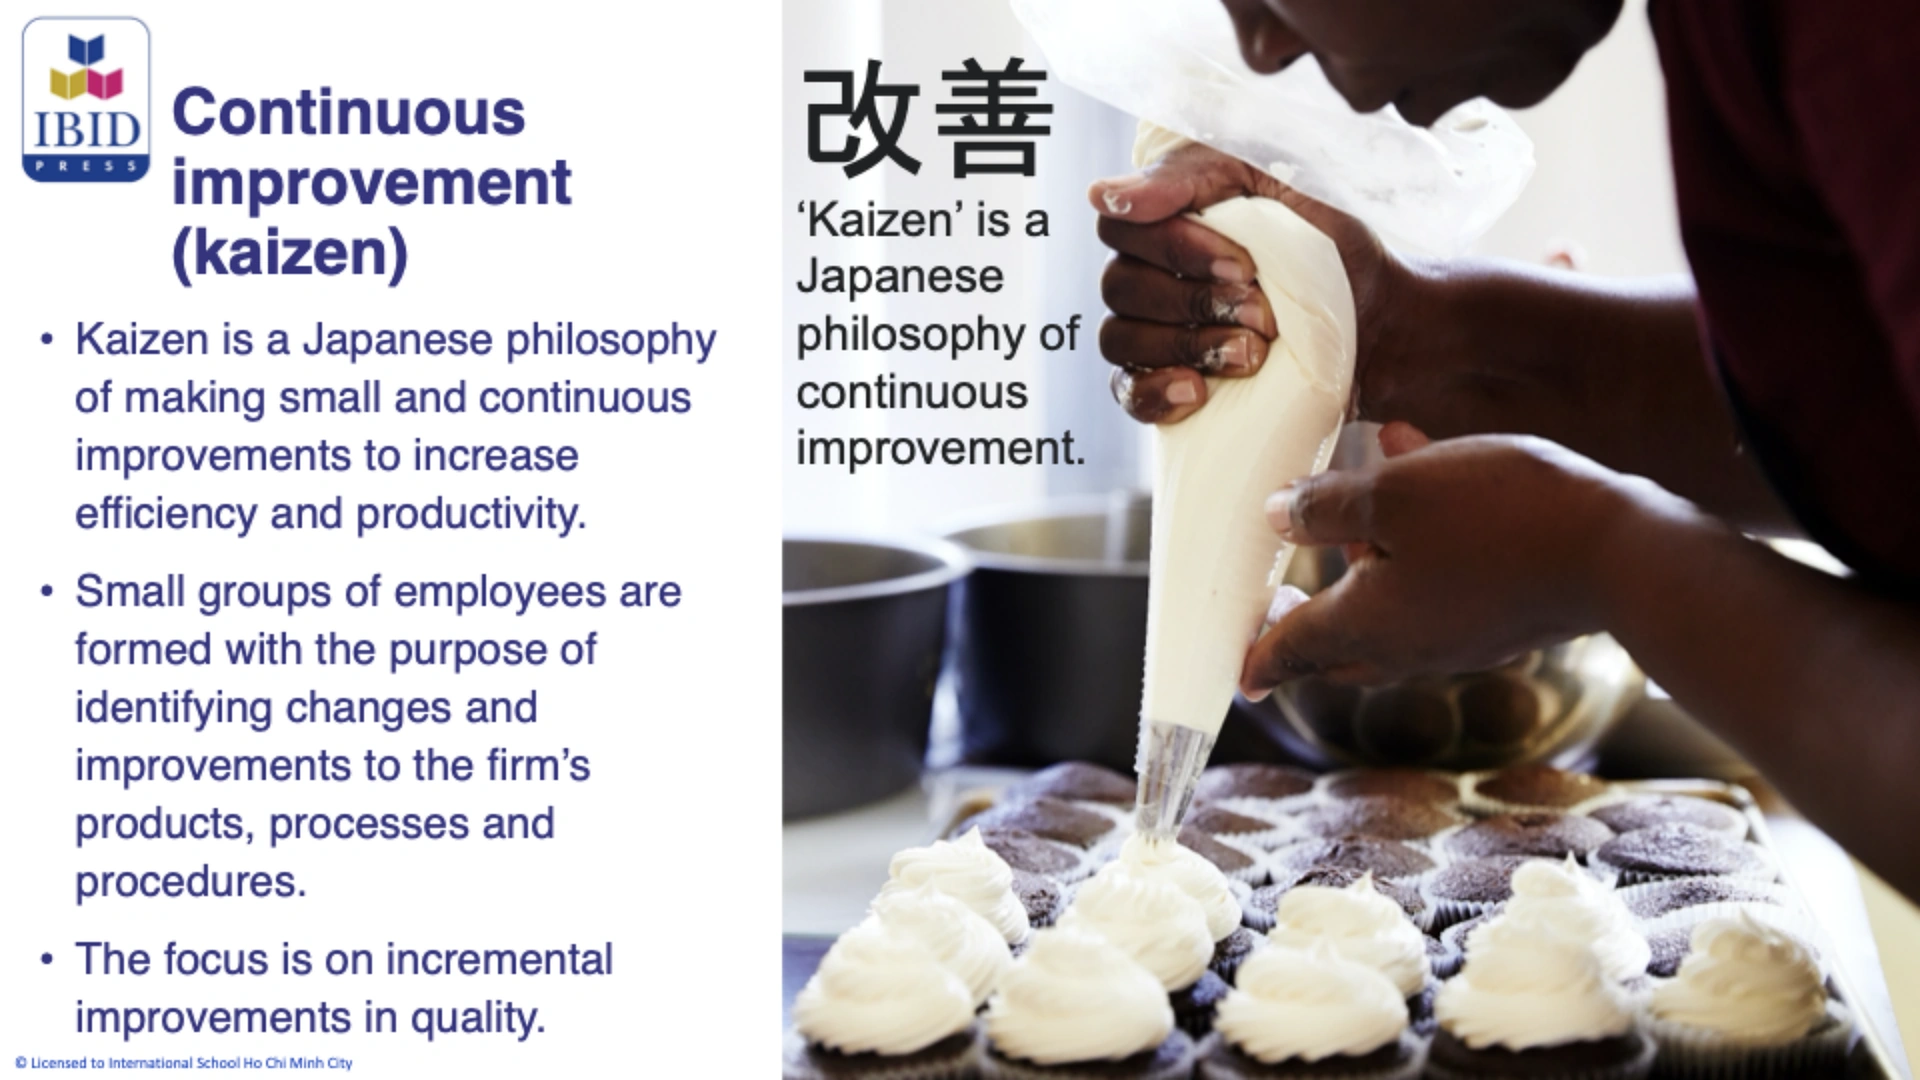 IBID
PRESS
Continuous
improvement
(kaizen)
• Kaizen is a Japanese philosophy
of making small and continuous
improvements to increase
efficiency and productivity.
• Small groups of employees are
formed with the purpose of
identifying changes and
improvements to the firm’s
products, processes and
procedures.
• The focus is on incremental
improvements in quality.
© Licensed to International School Ho Chi Minh City
改善
‘Kaizen’ is a
Japanese
philosophy of
continuous
improvement.